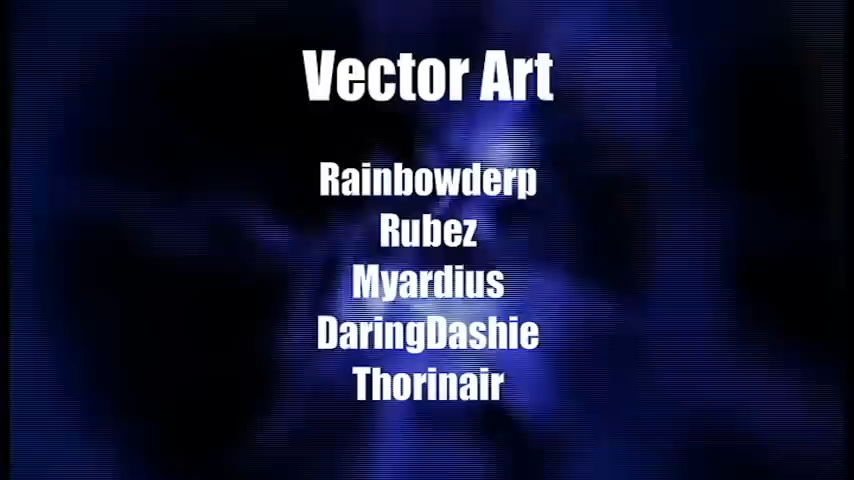 Vector Art
Rainbowderp
Rubez
Myardius
DaringDashie
Thorinair